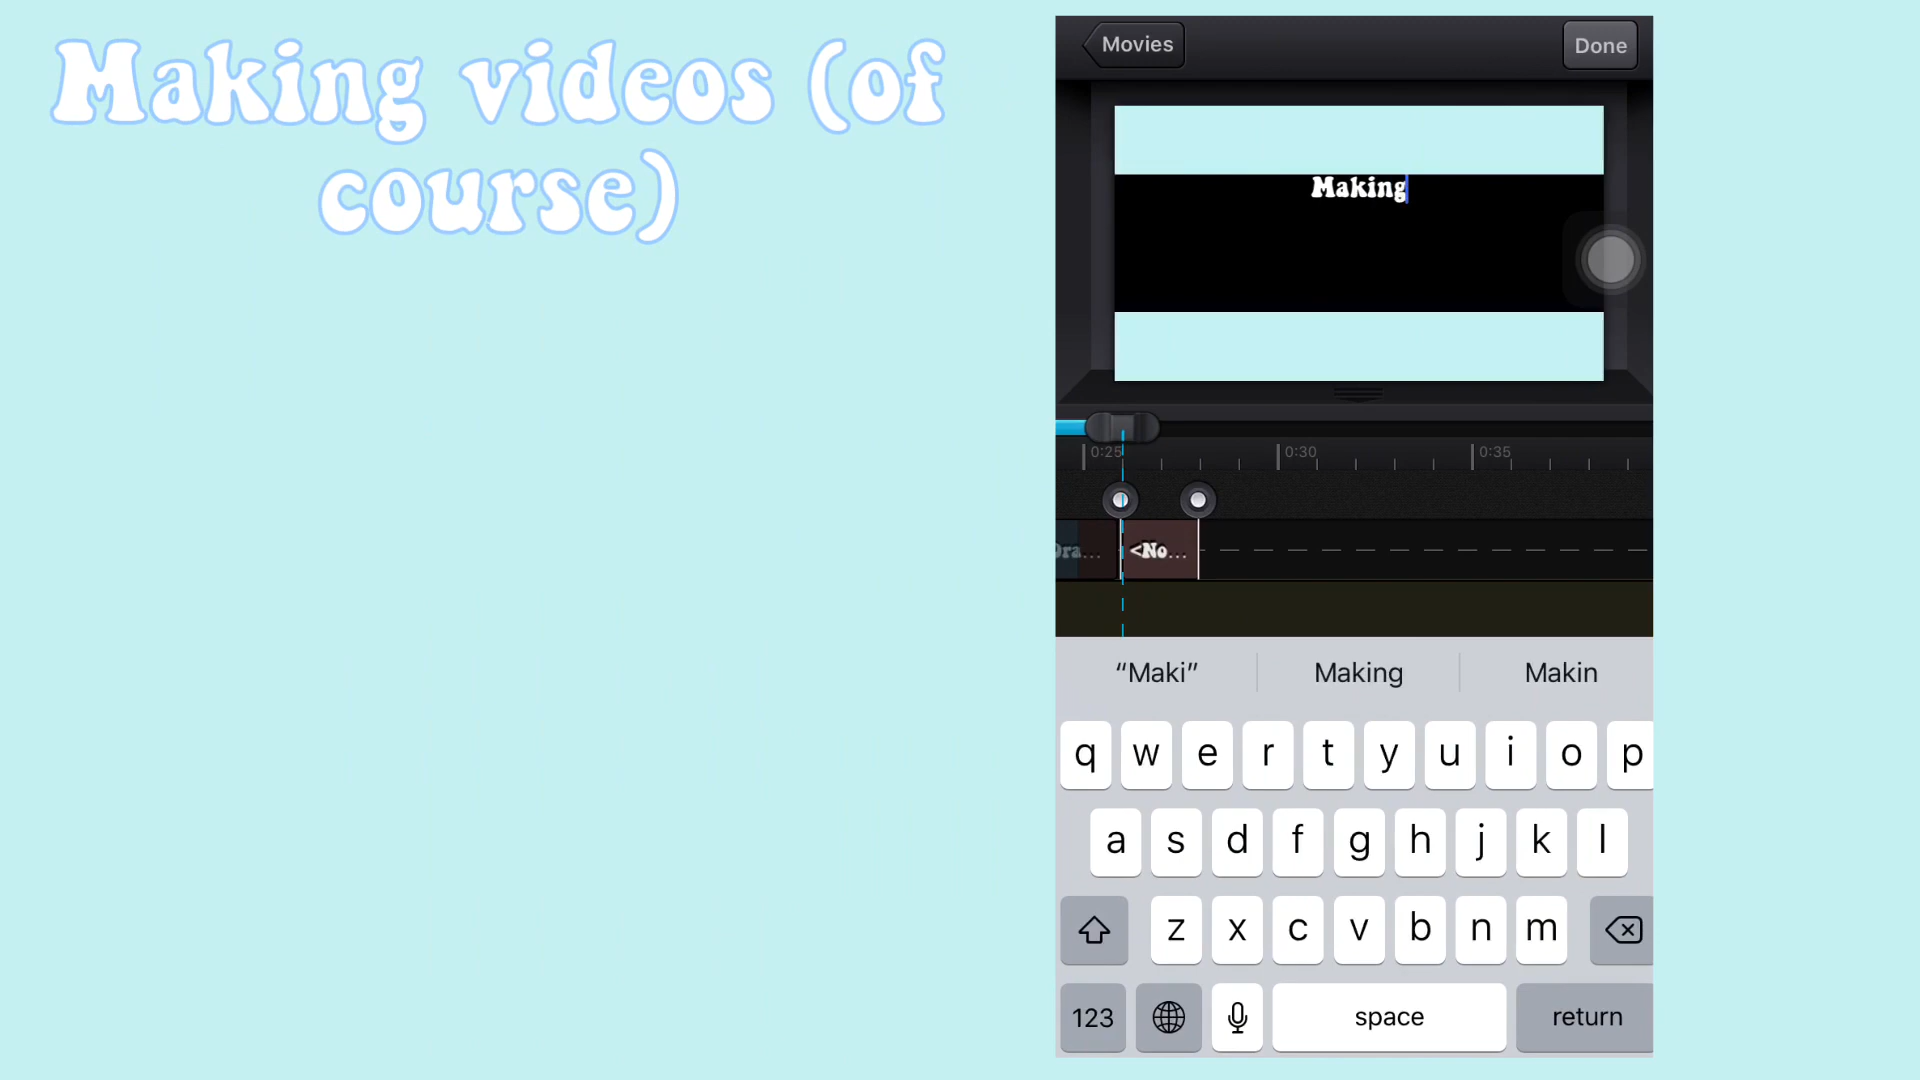 Making videos (of
course)
Movies
Done
Making
0:25
0:30
0:35
Dra...
<No...
“Maki”
Making
Makin
q w e r t y u i o p
a s d f g h j k l
z x c v b n m
123
space
return